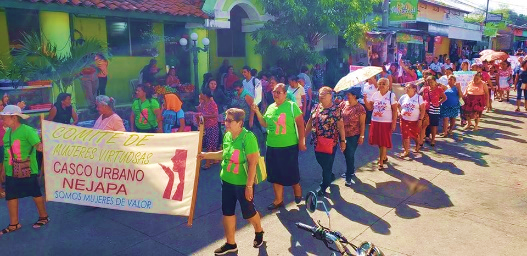 COMITE DE
MUJERES VIRTUOSAS
CASCO URBANO
NEJAPA
SOMOS MUJERES DE VALOR